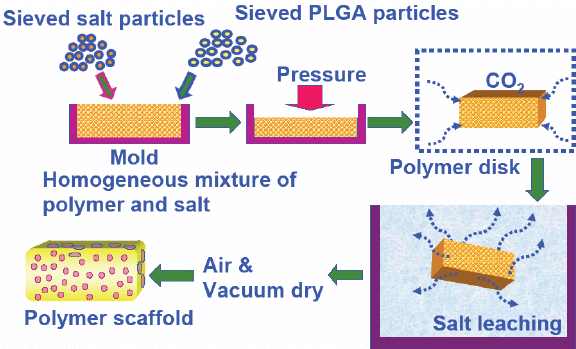 Sieved salt particles
Sieved PLGA particles
Pressure
CO2
Mold
Homogeneous mixture of
polymer and salt
Polymer disk
Air &
Vacuum dry
Polymer scaffold
Salt leaching